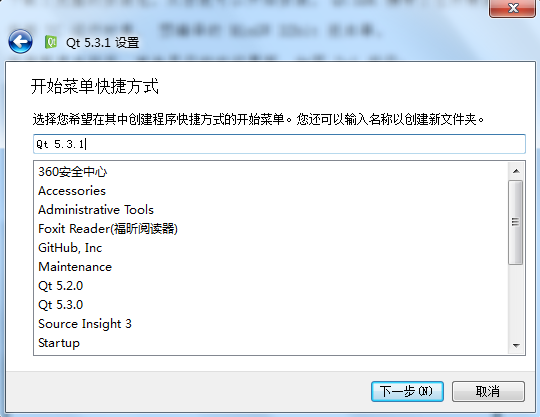 Qt 5.3.1 设置
开始菜单快捷方式
选择您希望在其中创建程序快捷方式的开始菜单。您还可以输入名称以创建新文件夹。
Qt 5.3.1
360安全中心
Accessories
Administrative Tools
Foxit Reader(福昕阅读器)
GitHub, Inc
Maintenance
Qt 5.2.0
Qt 5.3.0
Source Insight 3
Startup
下一步(N)
取消